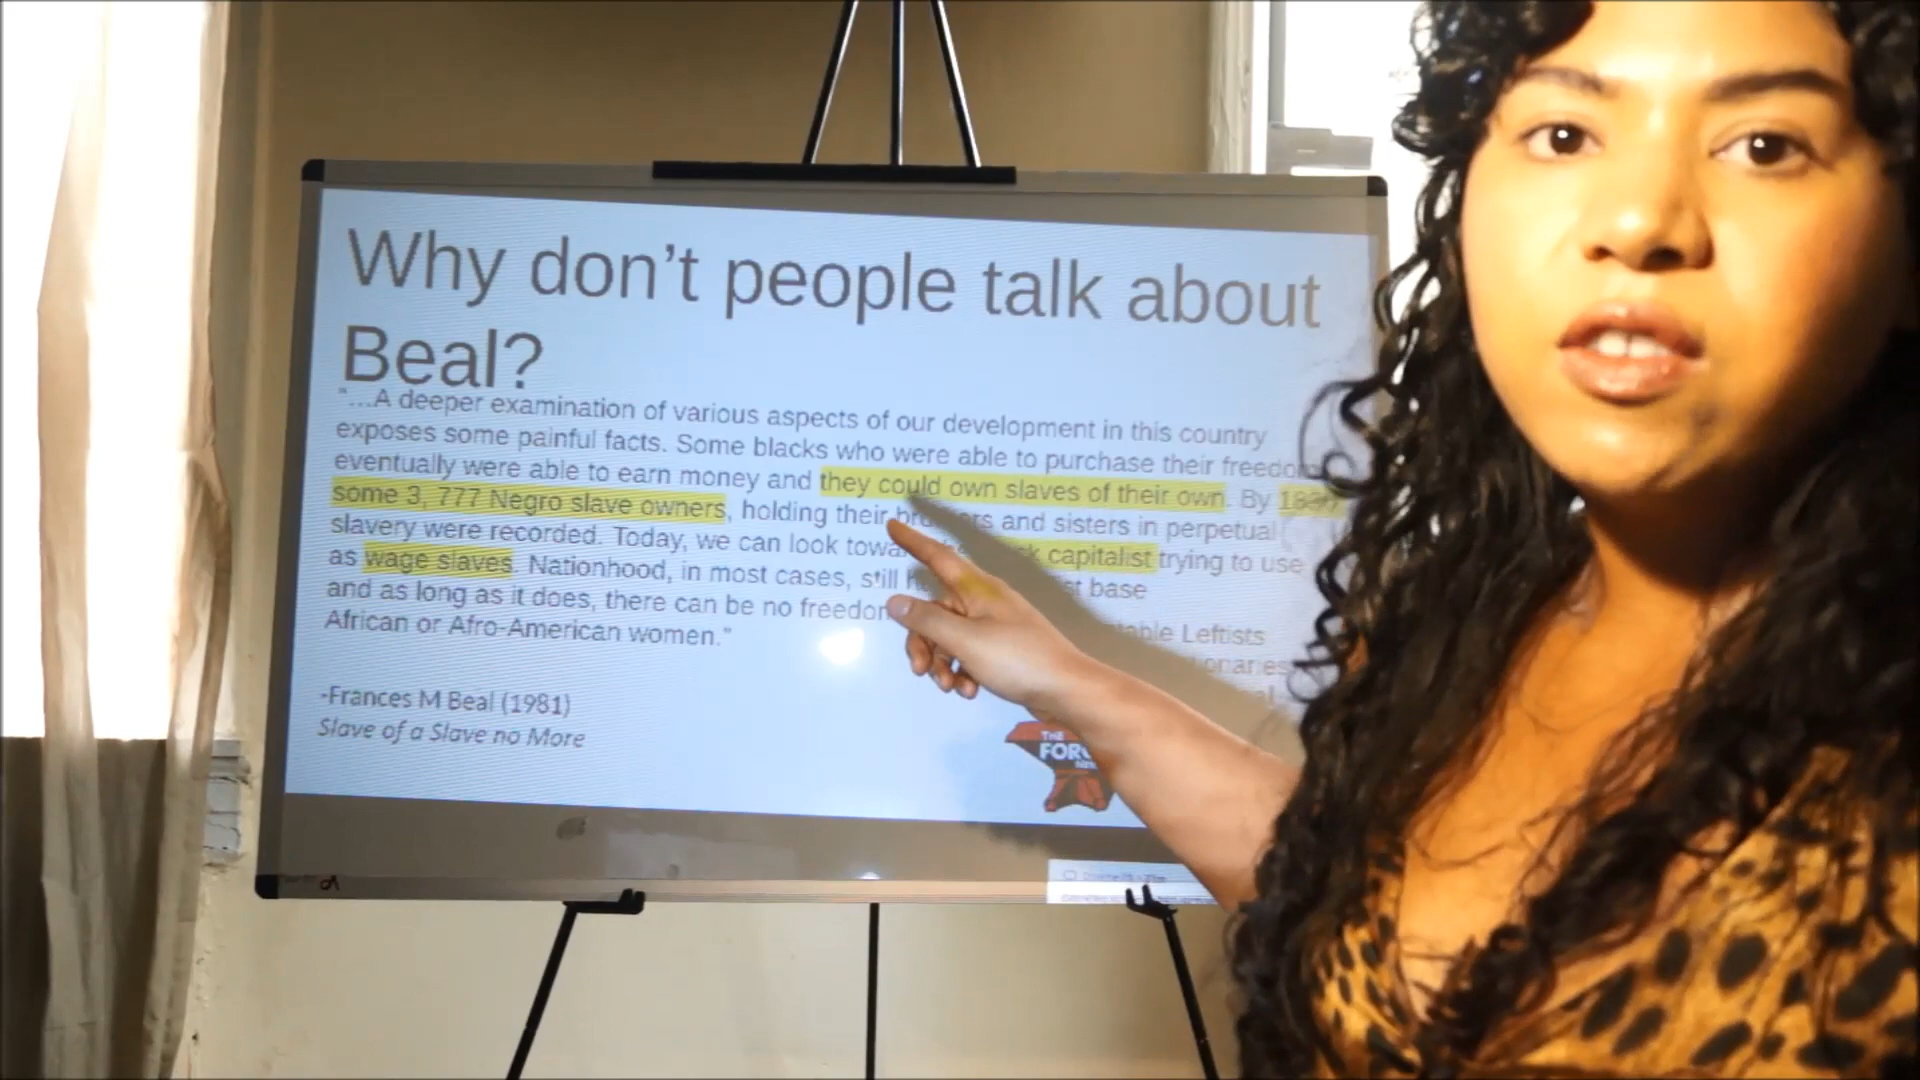 Why don't people talk about
Beal?
"...A deeper examination of various aspects of our development in this country
exposes some painful facts. Some blacks who were able to purchase their freedom
eventually were able to earn money and they could own slaves of their own. By
some 3, 777 Negro slave owners, holding their and sisters in perpetual
slavery were recorded. Today, we can look capitalist trying to use
as wage slaves. Nationhood, in most cases, still base
and as long as it does, there can be no freedom
African or Afro-American women."
Leftists
-Frances M Beal (1981)
Slave of a Slave no More
THE